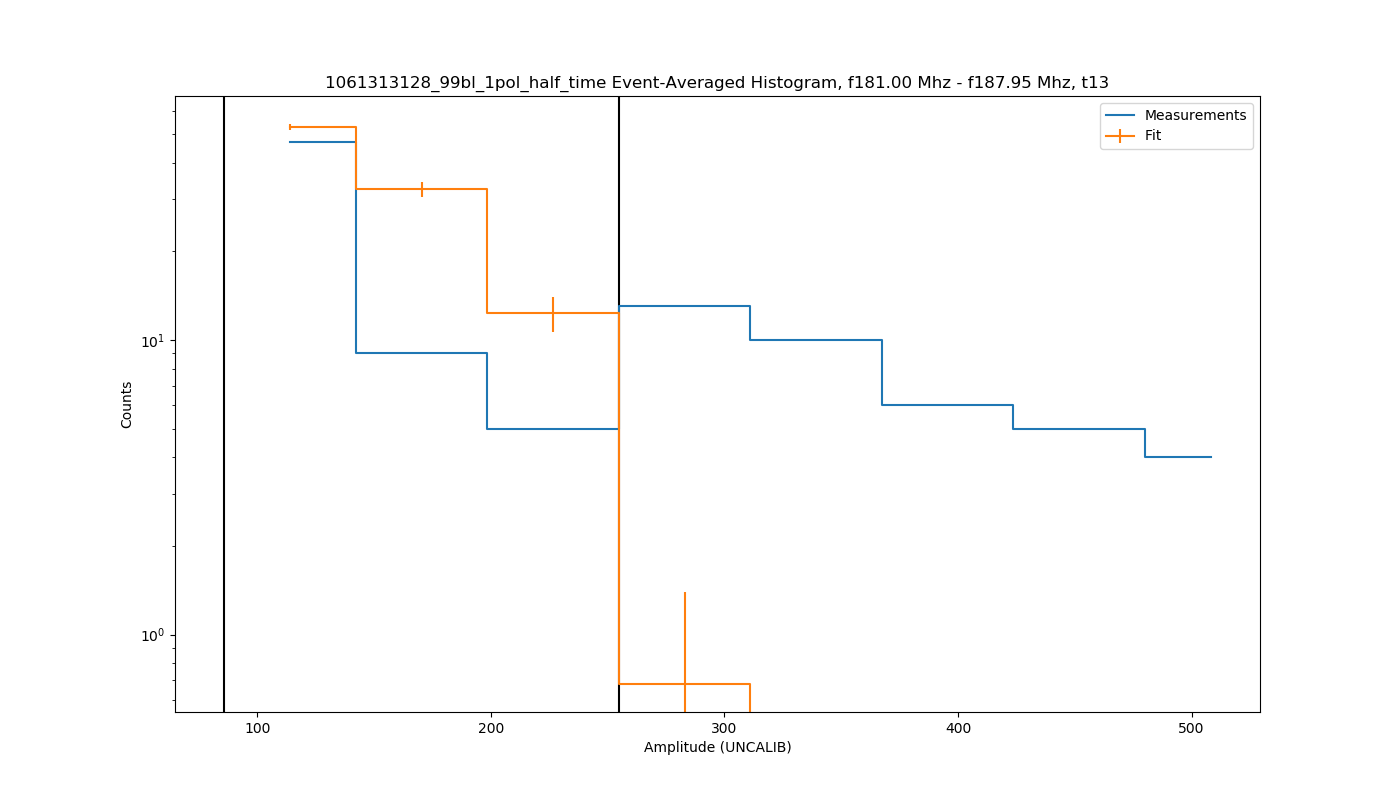 1061313128_99bl_1pol_half_time Event-Averaged Histogram, f181.00 Mhz - f187.95 Mhz, t13
Measurements
Fit
Counts
10¹
10⁰
100 200 300 400 500
Amplitude (UNCALIB)